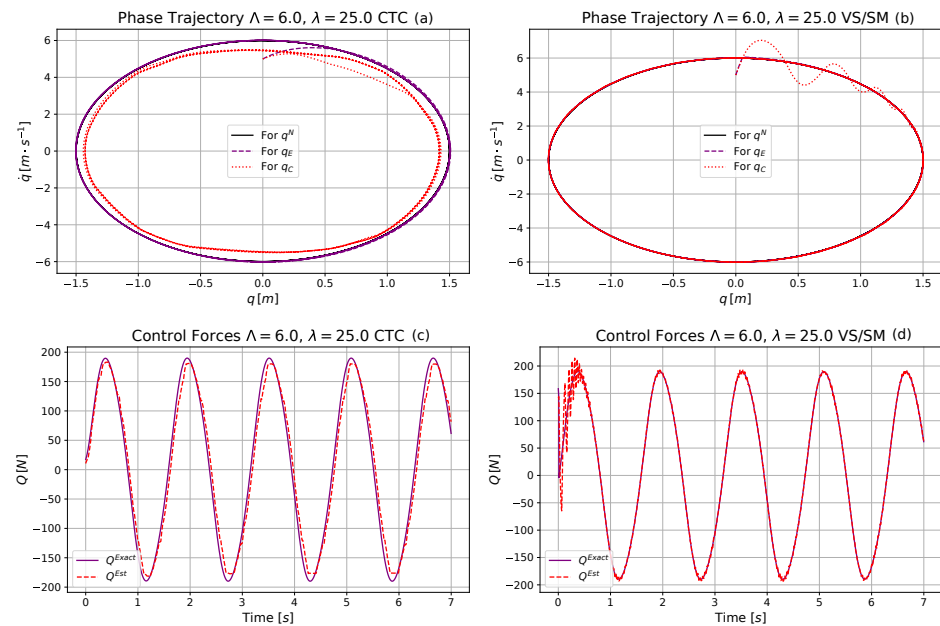 Phase Trajectory Λ = 6.0, λ = 25.0 CTC (a)
6
4
2
0
−2
−4
−6
q̇ [m· s⁻¹]
For qᴺ
For q_E
For q_C
−1.5 −1.0 −0.5 0.0 0.5 1.0 1.5
q [m]
Phase Trajectory Λ = 6.0, λ = 25.0 VS/SM (b)
6
4
2
0
−2
−4
−6
q̇ [m· s⁻¹]
For qᴺ
For q_E
For q_C
−1.5 −1.0 −0.5 0.0 0.5 1.0 1.5
q [m]
Control Forces Λ = 6.0, λ = 25.0 CTC (c)
200
150
100
50
0
−50
−100
−150
−200
Q [N]
Q^Exact
Q^Est
0 1 2 3 4 5 6 7
Time [s]
Control Forces Λ = 6.0, λ = 25.0 VS/SM (d)
200
150
100
50
0
−50
−100
−150
−200
Q [N]
Q^Exact
Q^Est
0 1 2 3 4 5 6 7
Time [s]